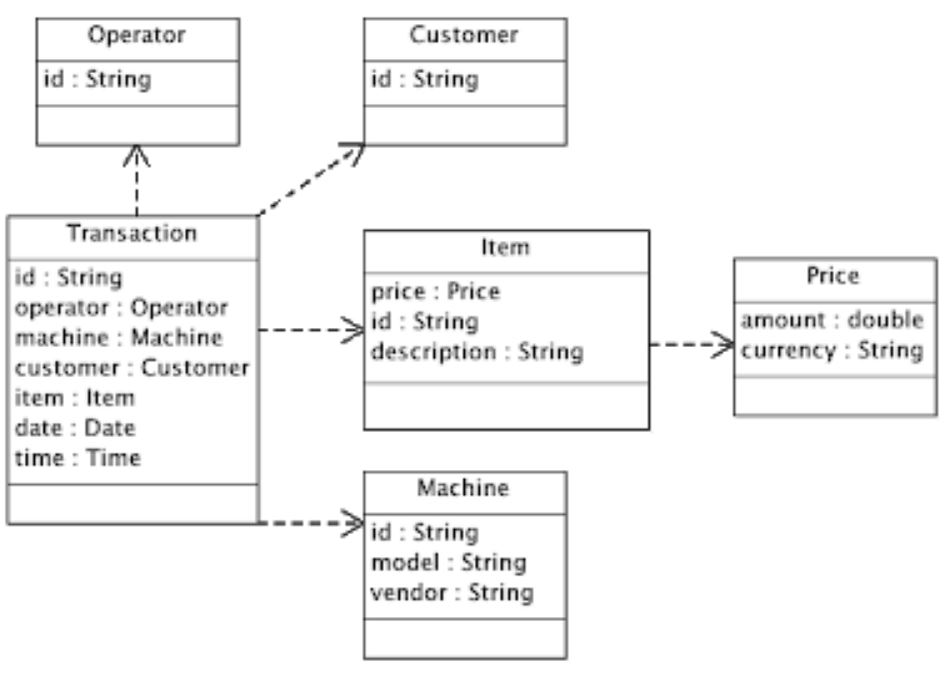 Operator
id : String
Customer
id : String
Transaction
id : String
operator : Operator
machine : Machine
customer : Customer
item : Item
date : Date
time : Time
Item
price : Price
id : String
description : String
Price
amount : double
currency : String
Machine
id : String
model : String
vendor : String